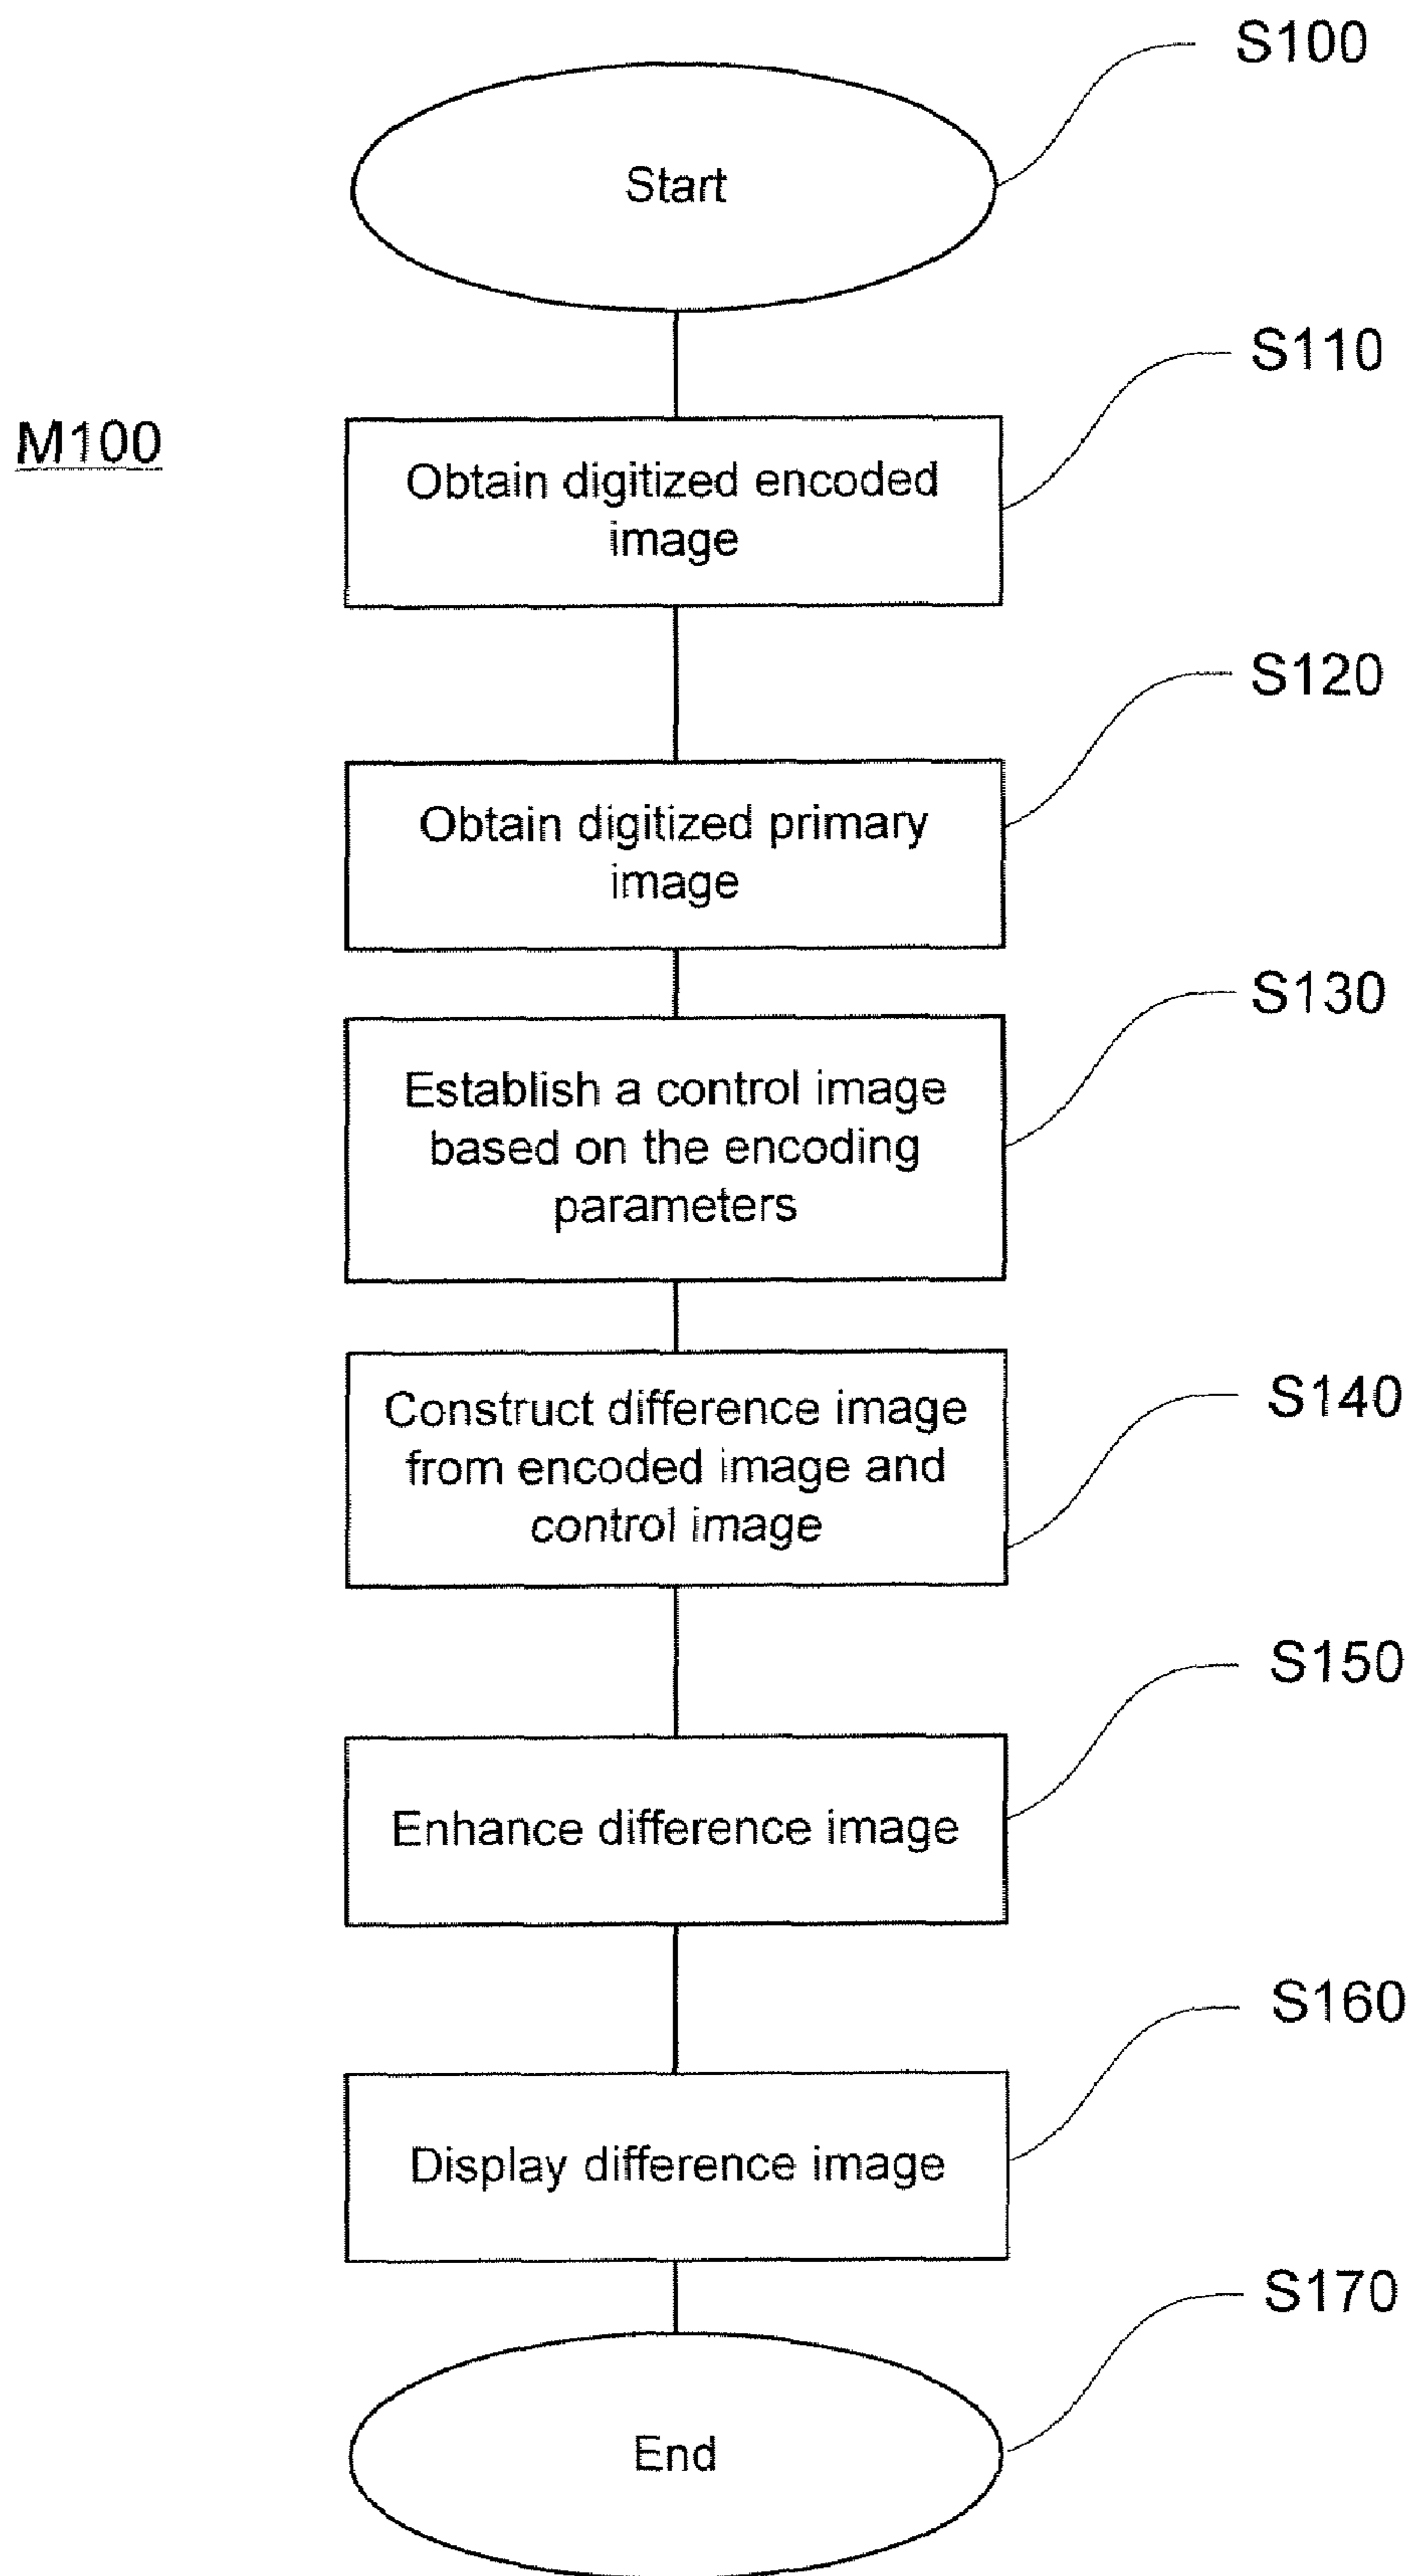 S100
Start
S110
M100
Obtain digitized encoded
image
S120
Obtain digitized primary
image
S130
Establish a control image
based on the encoding
parameters
S140
Construct difference image
from encoded image and
control image
S150
Enhance difference image
S160
Display difference image
S170
End